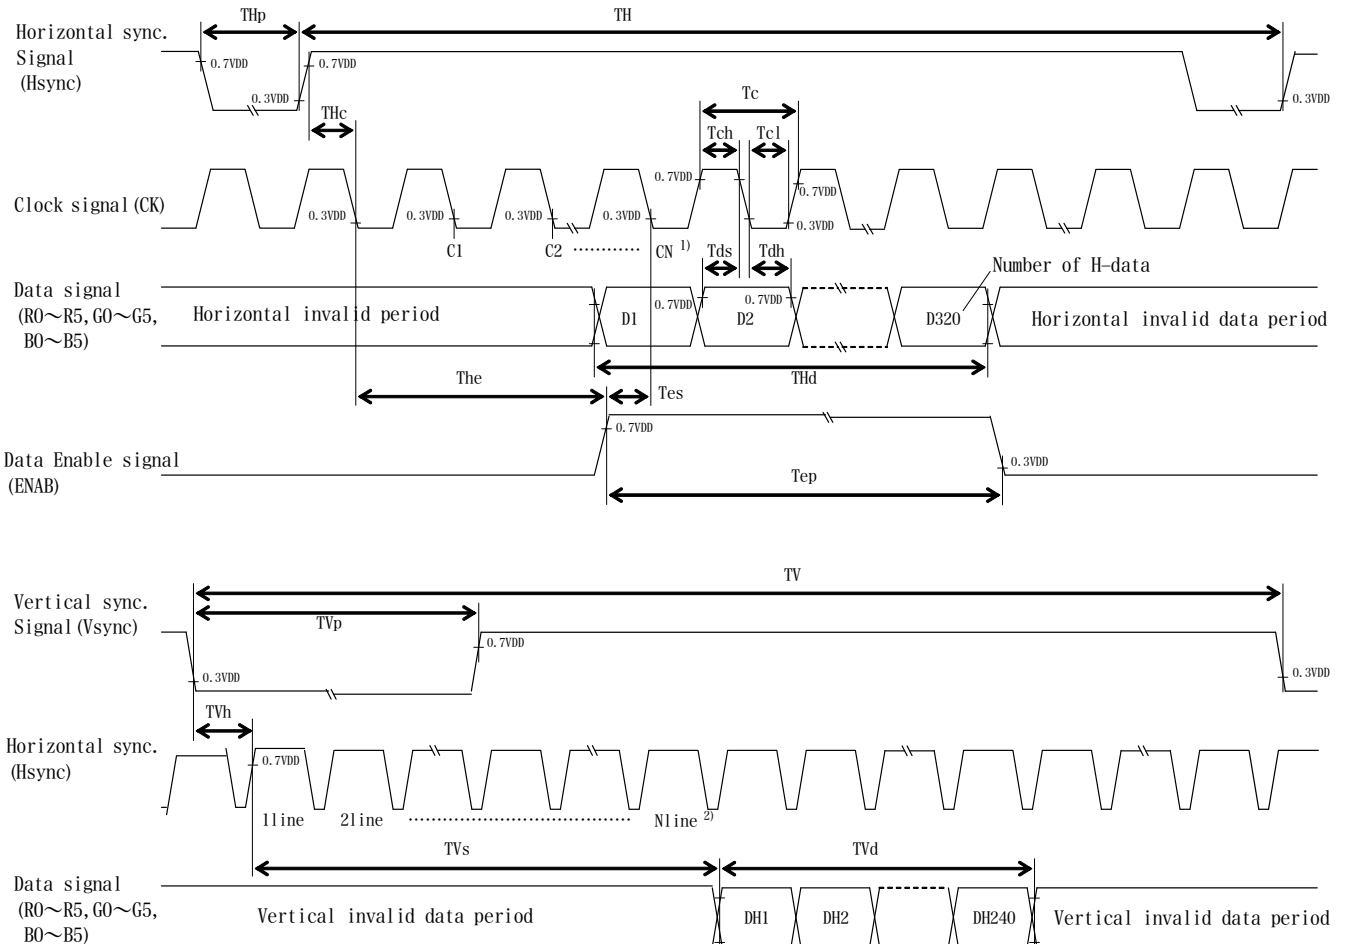 THp
TH
Horizontal sync.
Signal
(Hsync)
0.7VDD
0.7VDD
0.3VDD
0.3VDD
THc
Tc
Tch
Tcl
Clock signal(CK)
0.3VDD
0.3VDD
0.3VDD
0.3VDD
0.7VDD
0.7VDD
0.3VDD
C1
C2
CN 1)
Tds
Tdh
Number of H-data
Data signal
(R0~R5,G0~G5,
B0~B5)
Horizontal invalid period
0.7VDD
0.7VDD
D1
D2
D320
Horizontal invalid data period
The
THd
Tes
0.7VDD
Data Enable signal
(ENAB)
0.3VDD
Tep
TV
Vertical sync.
Signal(Vsync)
TVp
0.7VDD
0.3VDD
0.3VDD
TVh
Horizontal sync.
(Hsync)
0.7VDD
1line
2line
Nline 2)
TVs
TVd
Data signal
(R0~R5,G0~G5,
B0~B5)
Vertical invalid data period
DH1
DH2
DH240
Vertical invalid data period